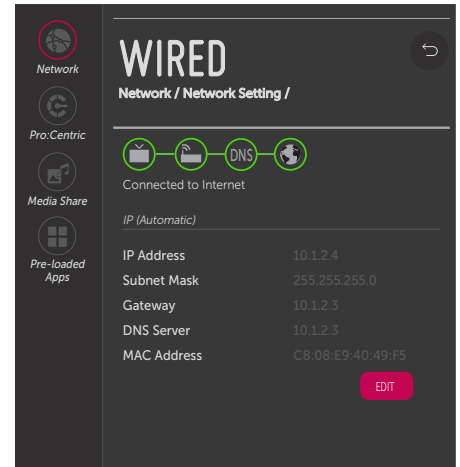 Network
Pro:Centric
Media Share
Pre-loaded
Apps
WIRED
Network / Network Setting /
DNS
Connected to Internet
IP (Automatic)
IP Address 10.1.2.4
Subnet Mask 255.255.255.0
Gateway 10.1.2.3
DNS Server 10.1.2.3
MAC Address C8:08:E9:40:49:F5
EDIT